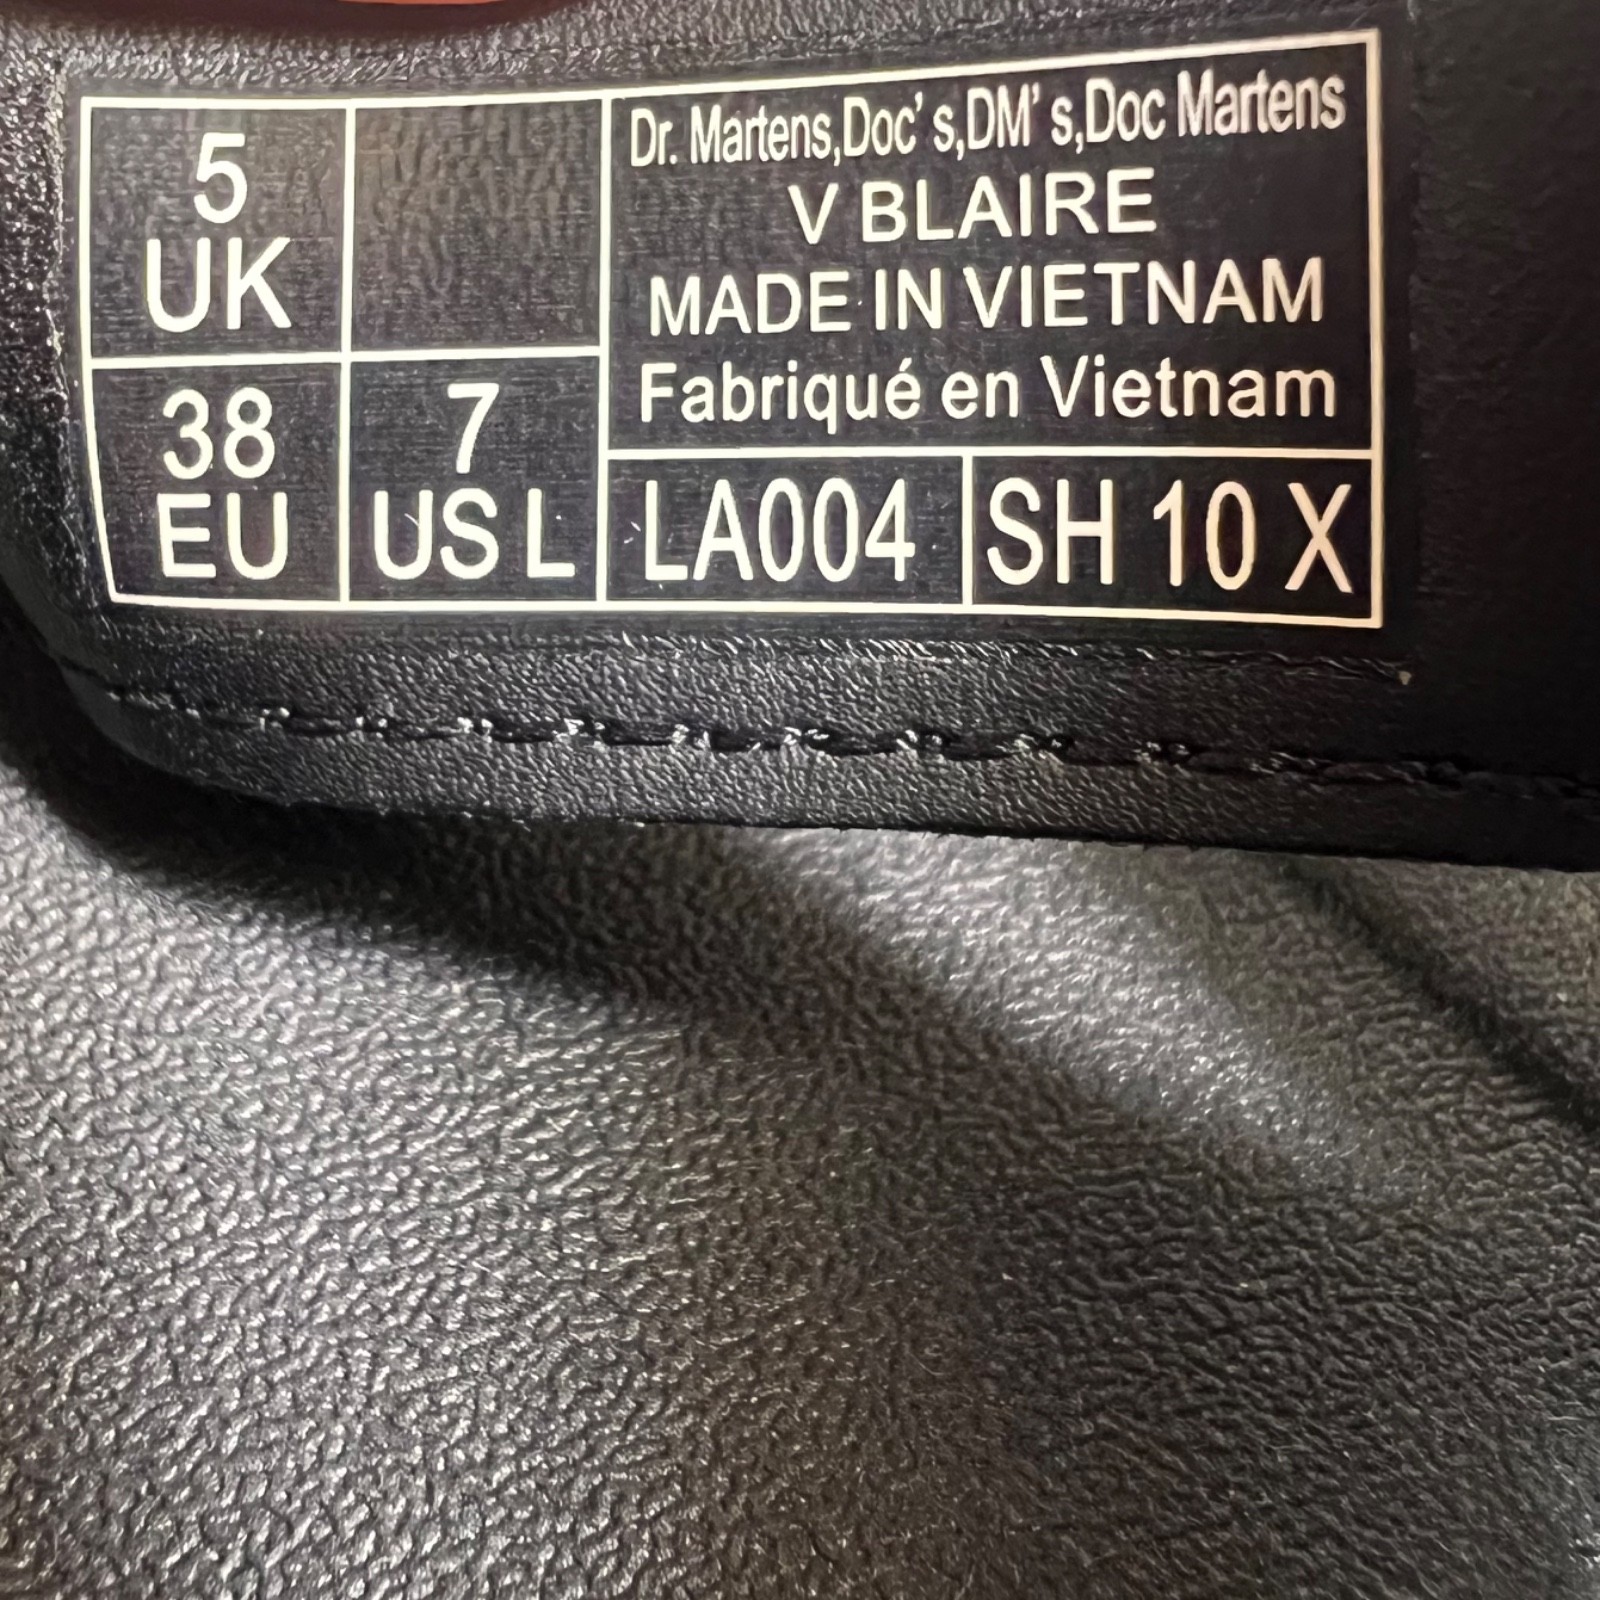 5
UK
38
EU
7
US L
Dr. Martens,Doc's,DM's,Doc Martens
V BLAIRE
MADE IN VIETNAM
Fabriqué en Vietnam
LA004
SH 10 X